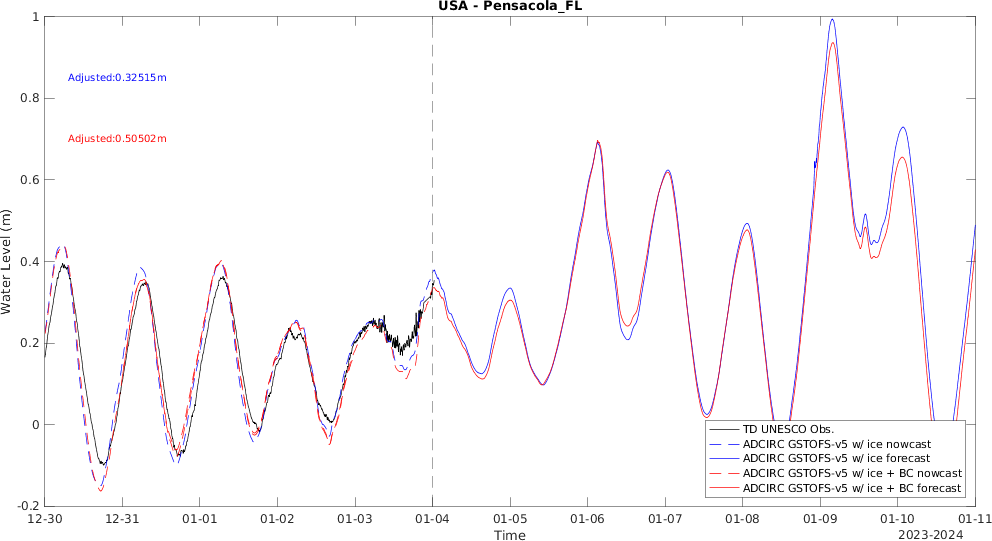 USA - Pensacola_FL
Adjusted:0.32515m
Adjusted:0.50502m
Water Level (m)
1
0.8
0.6
0.4
0.2
0
-0.2
TD UNESCO Obs.
ADCIRC GSTOFS-v5 w/ ice nowcast
ADCIRC GSTOFS-v5 w/ ice forecast
ADCIRC GSTOFS-v5 w/ ice + BC nowcast
ADCIRC GSTOFS-v5 w/ ice + BC forecast
12-30 12-31 01-01 01-02 01-03 01-04 01-05 01-06 01-07 01-08 01-09 01-10 01-11
Time
2023-2024